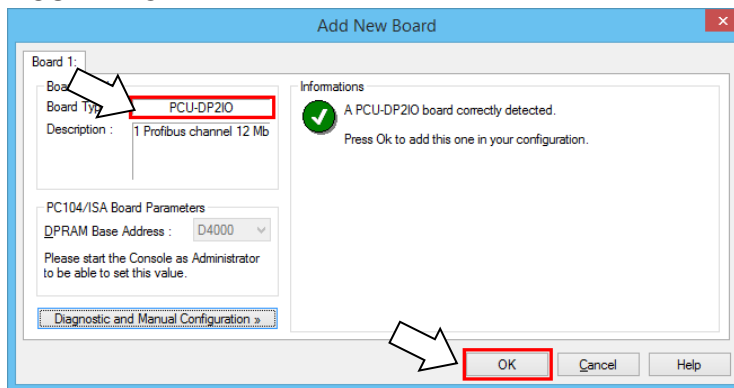 Add New Board
Board 1:
Board Type
PCU-DP2IO
Description :
1 Profibus channel 12 Mb
PC104/ISA Board Parameters
DPRAM Base Address :
D4000
Please start the Console as Administrator
to be able to set this value.
Diagnostic and Manual Configuration »
Informations
A PCU-DP2IO board correctly detected.
Press Ok to add this one in your configuration.
OK
Cancel
Help